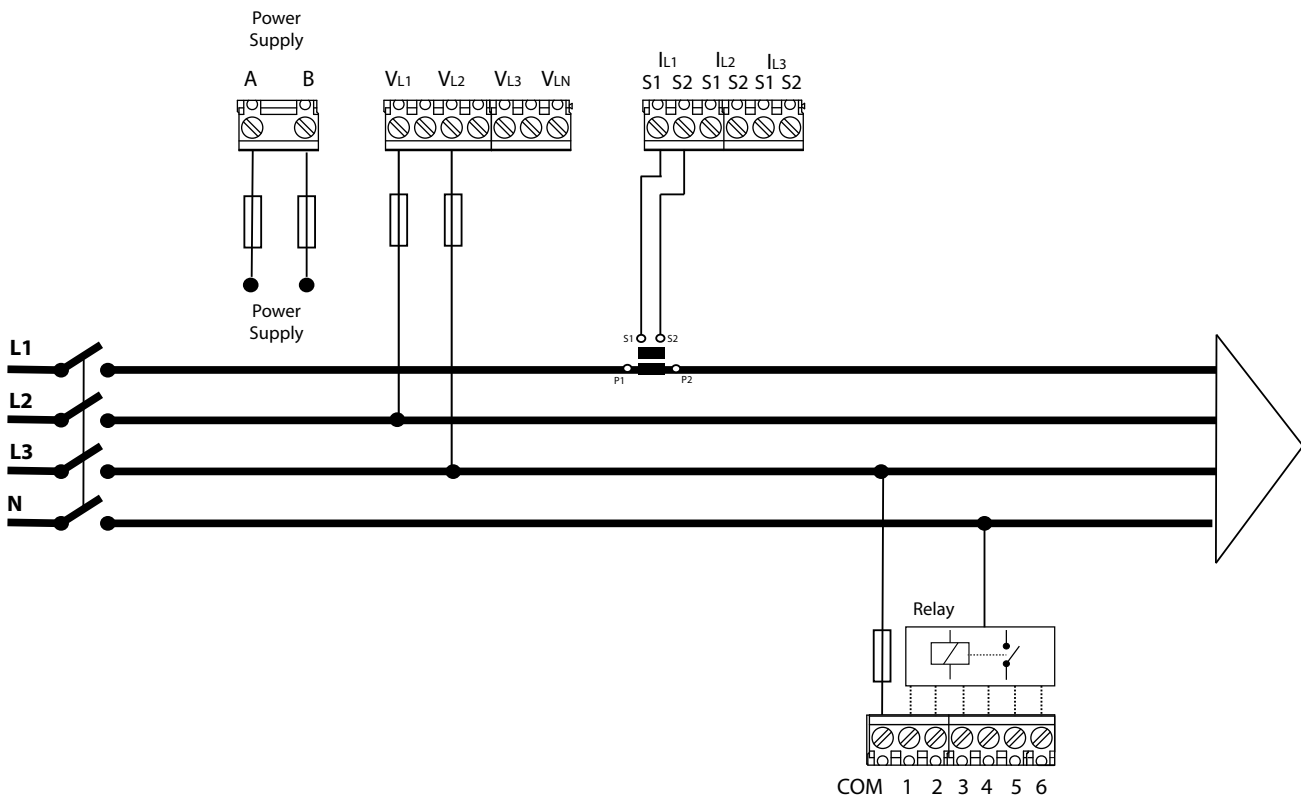 Power
Supply
A B
VL1 VL2 VL3 VLN
IL1 IL2 IL3
S1 S2 S1 S2 S1 S2
Power
Supply
S1 S2
P1 P2
L1
L2
L3
N
Relay
COM 1 2 3 4 5 6